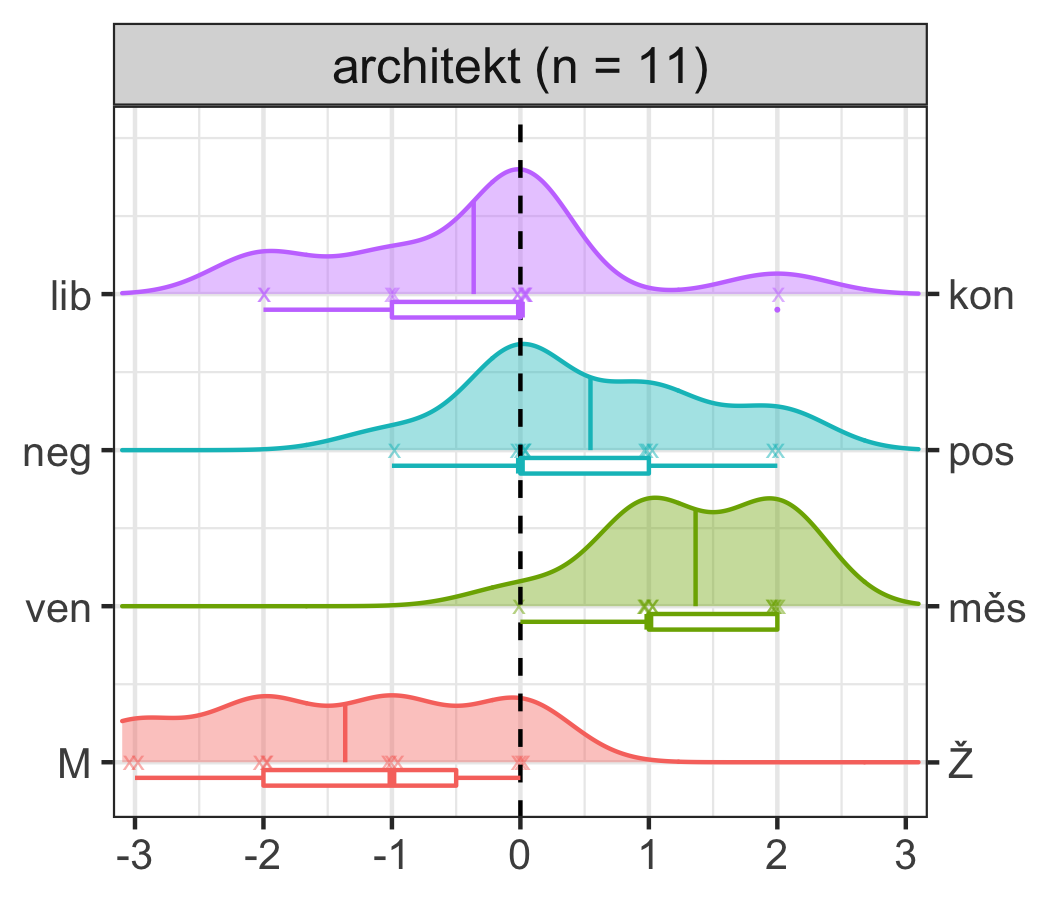 architekt (n = 11)
lib kon
neg pos
ven měs
M Ž
-3 -2 -1 0 1 2 3